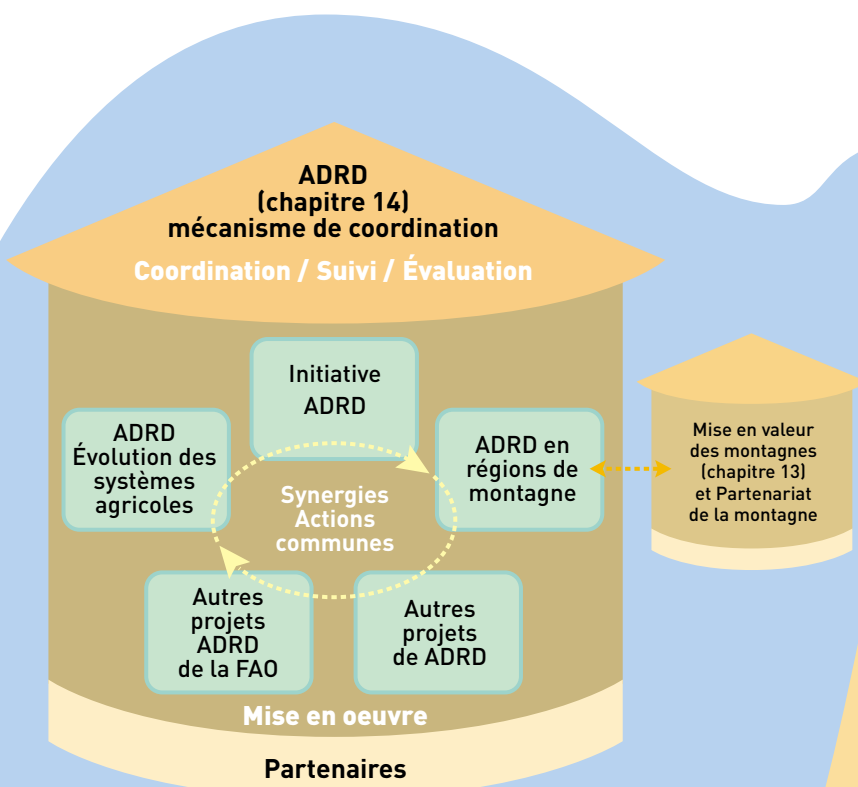 ADRD
(chapitre 14)
mécanisme de coordination
Coordination / Suivi / Évaluation
Initiative
ADRD
ADRD
Évolution des
systèmes
agricoles
ADRD en
régions de
montagne
Synergies
Actions
communes
Autres
projets
ADRD
de la FAO
Autres
projets
de ADRD
Mise en oeuvre
Partenaires
Mise en valeur
des montagnes
(chapitre 13)
et Partenariat
de la montagne